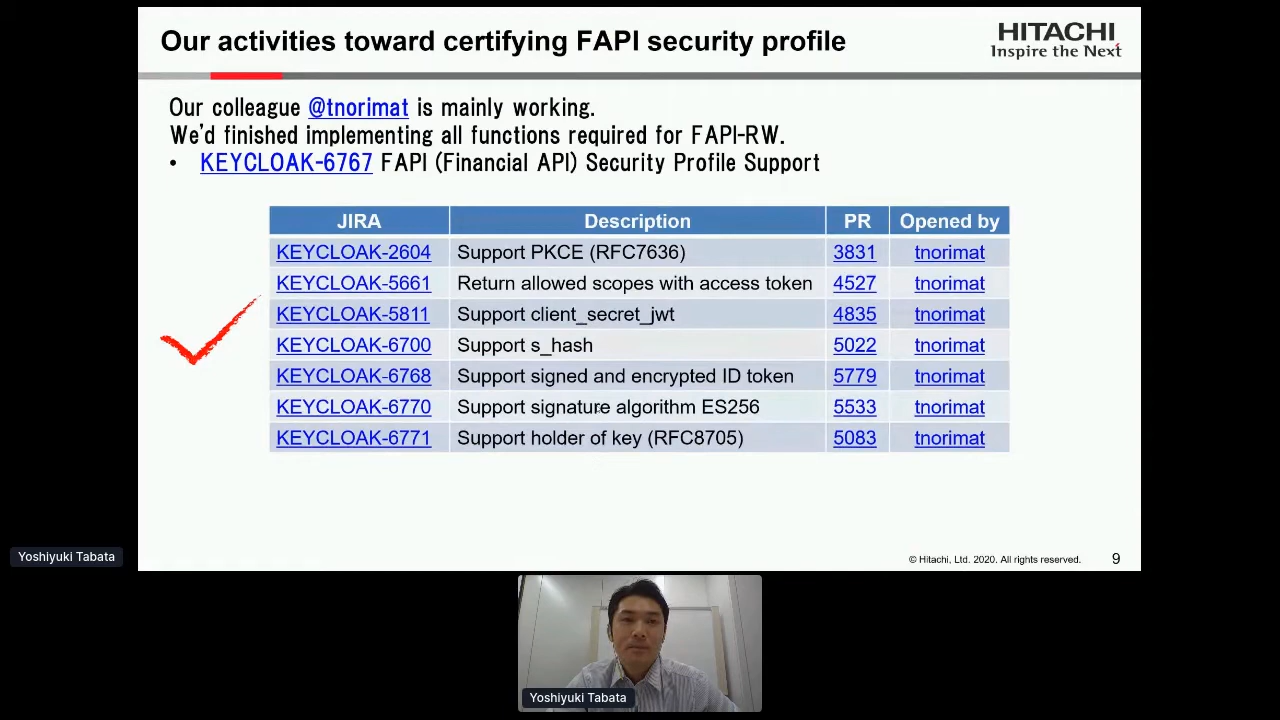 Our activities toward certifying FAPI security profile
HITACHI
Inspire the Next
Our colleague @tnorimat is mainly working.
We'd finished implementing all functions required for FAPI-RW.
• KEYCLOAK-6767 FAPI (Financial API) Security Profile Support
JIRA Description PR Opened by
KEYCLOAK-2604 Support PKCE (RFC7636) 3831 tnorimat
KEYCLOAK-5661 Return allowed scopes with access token 4527 tnorimat
KEYCLOAK-5811 Support client_secret_jwt 4835 tnorimat
KEYCLOAK-6700 Support s_hash 5022 tnorimat
KEYCLOAK-6768 Support signed and encrypted ID token 5779 tnorimat
KEYCLOAK-6770 Support signature algorithm ES256 5533 tnorimat
KEYCLOAK-6771 Support holder of key (RFC8705) 5083 tnorimat
Yoshiyuki Tabata
© Hitachi, Ltd. 2020. All rights reserved. 9
Yoshiyuki Tabata